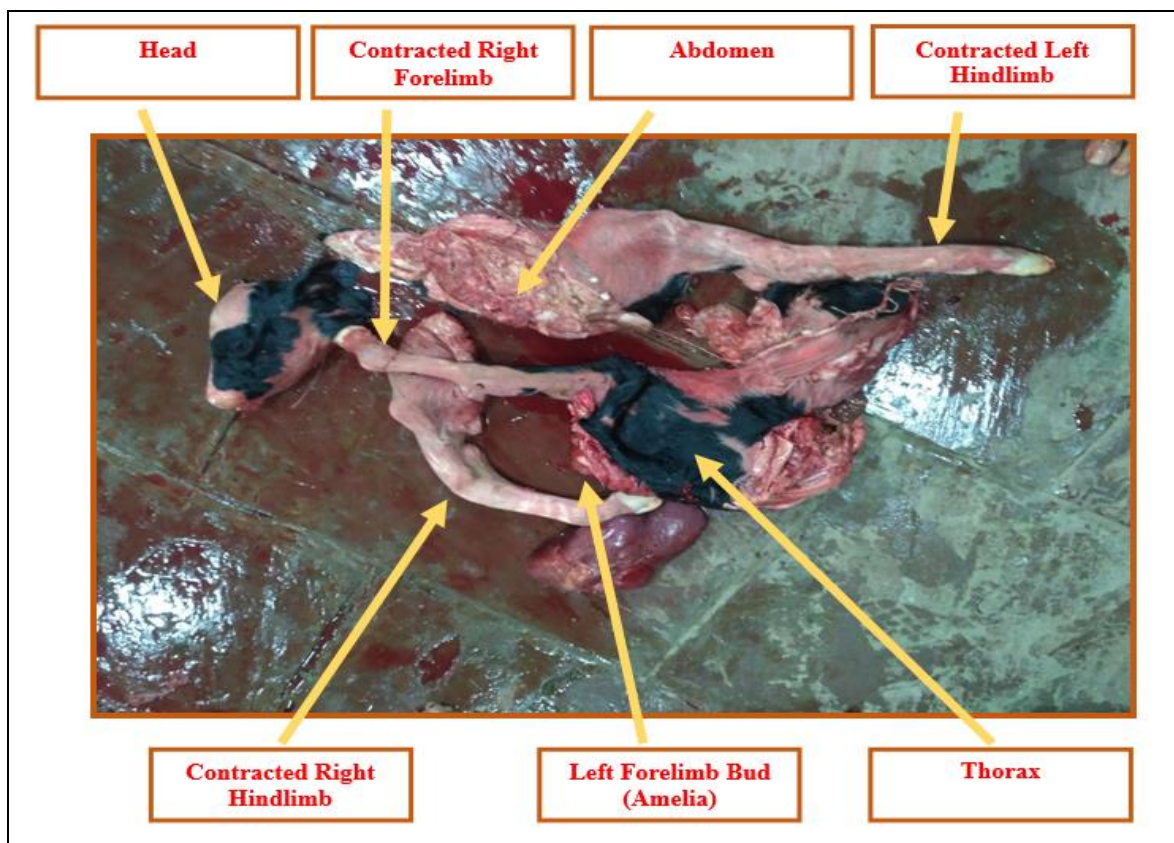 Head
Contracted Right
Forelimb
Abdomen
Contracted Left
Hindlimb
Contracted Right
Hindlimb
Left Forelimb Bud
(Amelia)
Thorax